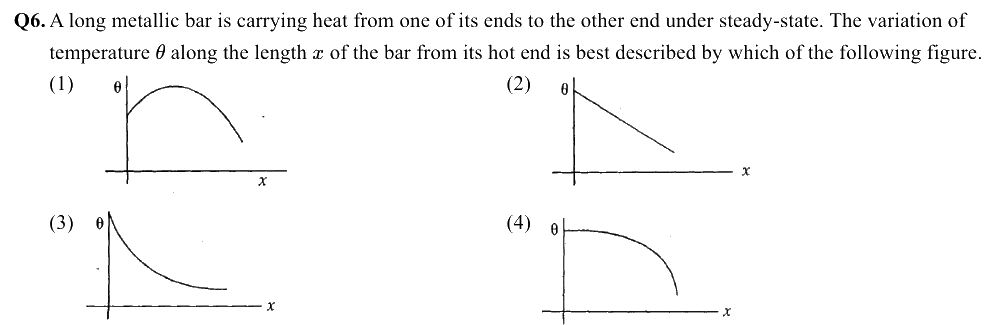 Q6. A long metallic bar is carrying heat from one of its ends to the other end under steady-state. The variation of
temperature θ along the length x of the bar from its hot end is best described by which of the following figure.
(1) θ x
(2) θ x
(3) θ x
(4) θ x